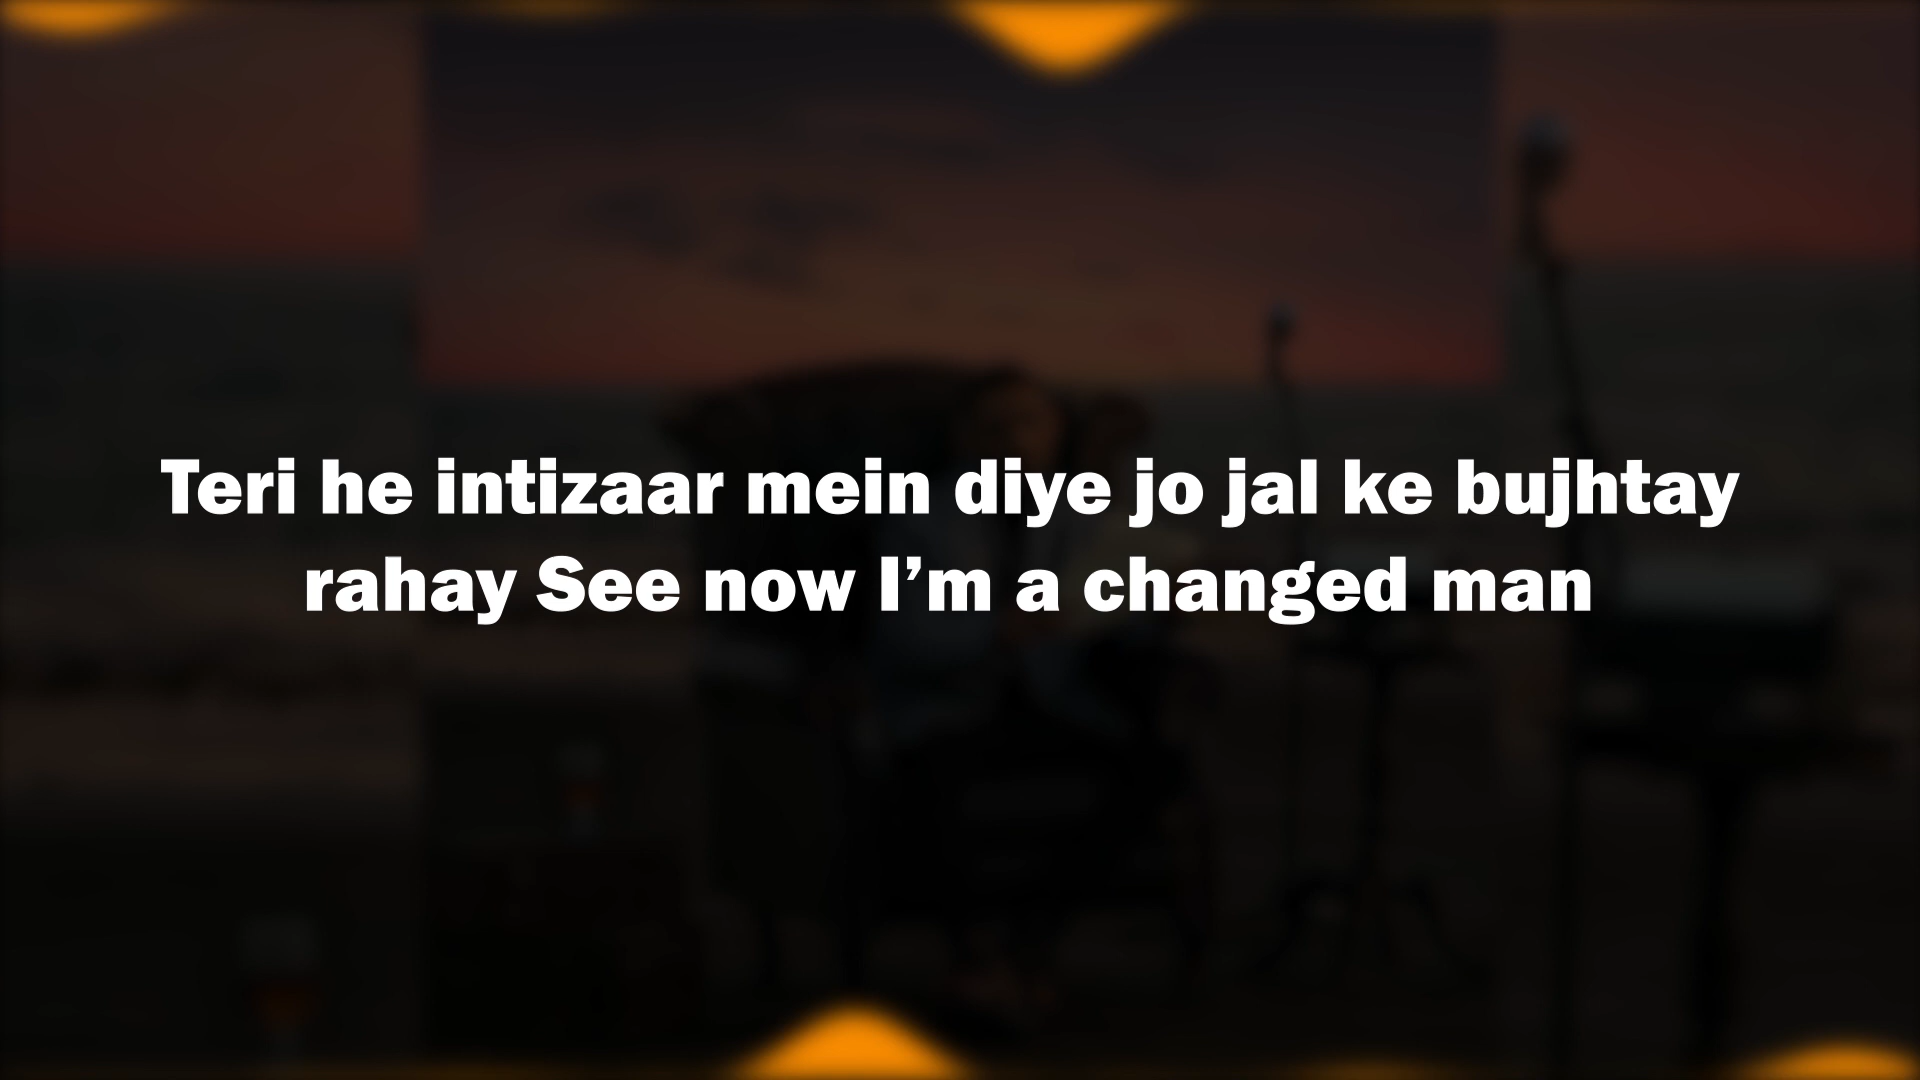 Teri he intizaar mein diye jo jal ke bujhtay
rahay See now I’m a changed man